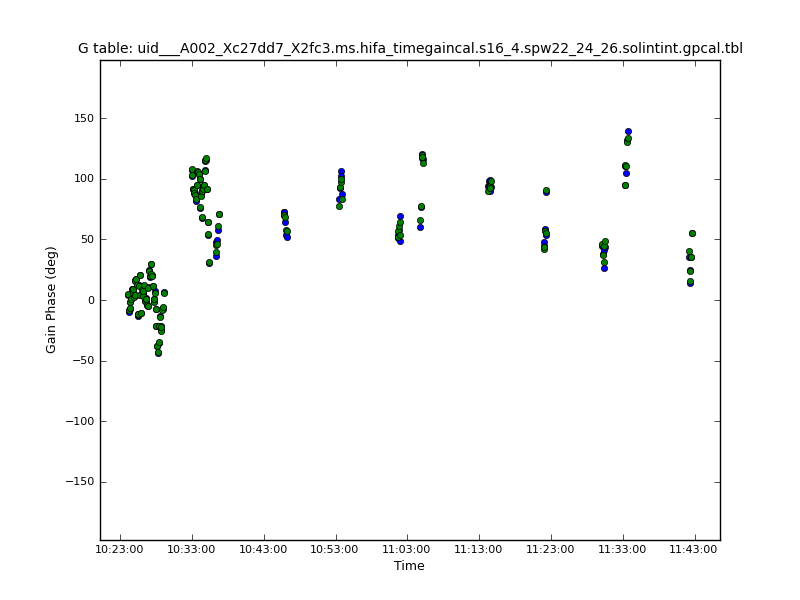 G table: uid___A002_Xc27dd7_X2fc3.ms.hifa_timegaincal.s16_4.spw22_24_26.solintint.gpcal.tbl
150
100
50
0
−50
−100
−150
Gain Phase (deg)
10:23:00 10:33:00 10:43:00 10:53:00 11:03:00 11:13:00 11:23:00 11:33:00 11:43:00
Time